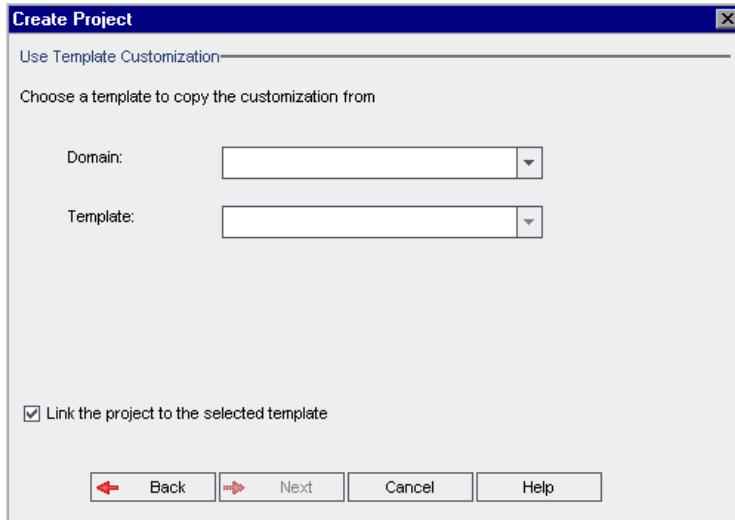 Create Project
Use Template Customization
Choose a template to copy the customization from
Domain:
Template:
Link the project to the selected template
Back Next Cancel Help